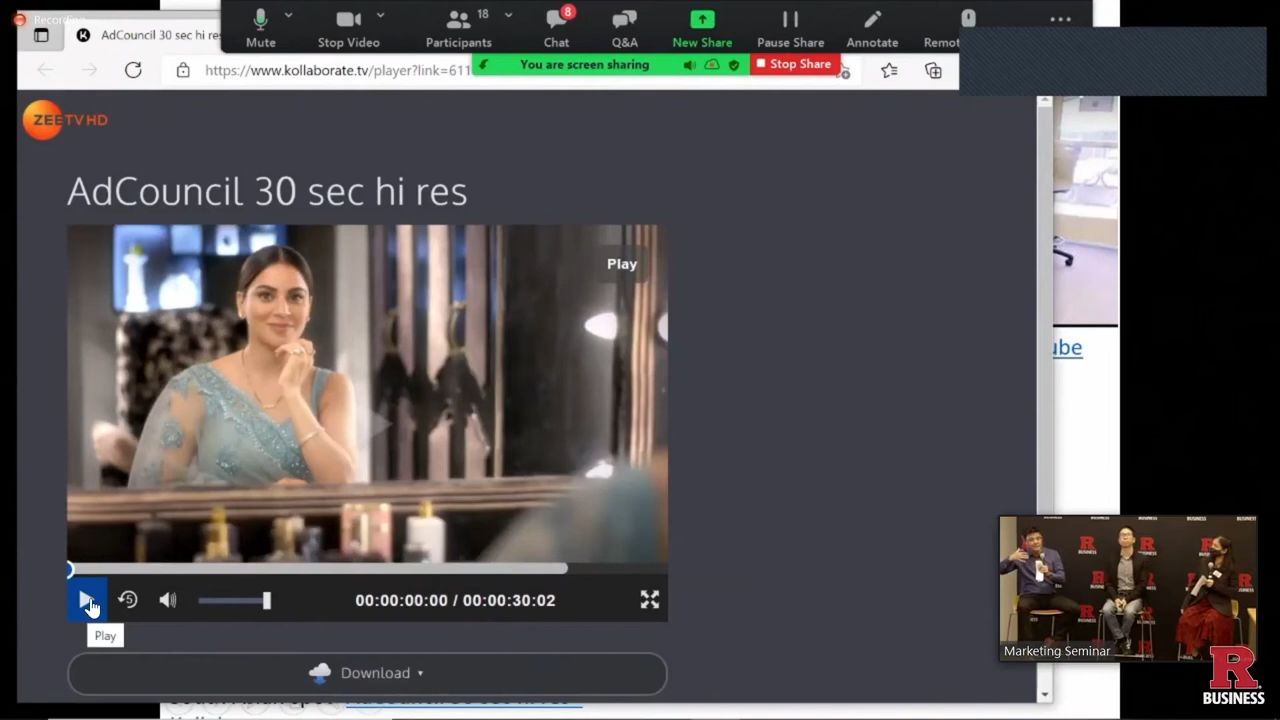 Recording...
Mute
Stop Video
18
Participants
8
Chat
Q&A
New Share
Pause Share
Annotate
Remot
AdCouncil 30 sec hi res
https://www.kollaborate.tv/player?link=611
You are screen sharing
Stop Share
ZEE TV HD
AdCouncil 30 sec hi res
Play
ube
5
00:00:00:00 / 00:00:30:02
Play
Download
Marketing Seminar
R
BUSINESS
R
BUSINESS